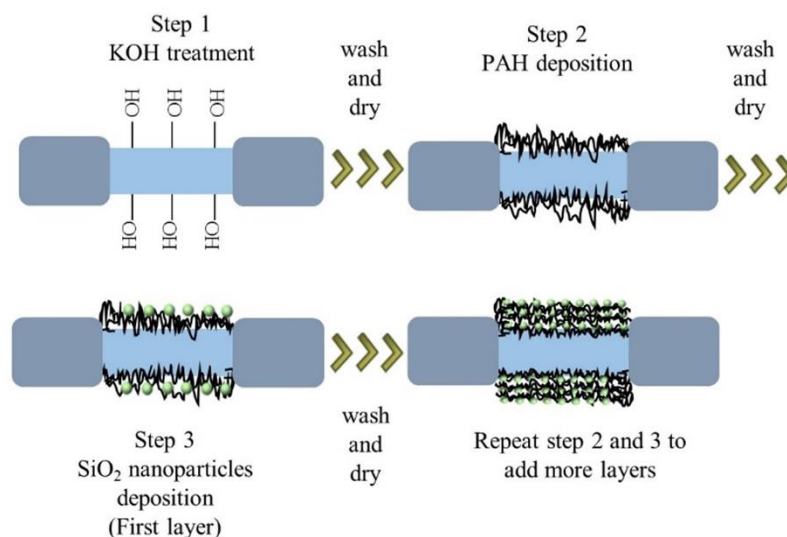 Step 1
KOH treatment
wash
and
dry
Step 2
PAH deposition
wash
and
dry
OH OH OH
HO HO HO
Step 3
SiO₂ nanoparticles
deposition
(First layer)
wash
and
dry
Repeat step 2 and 3 to
add more layers